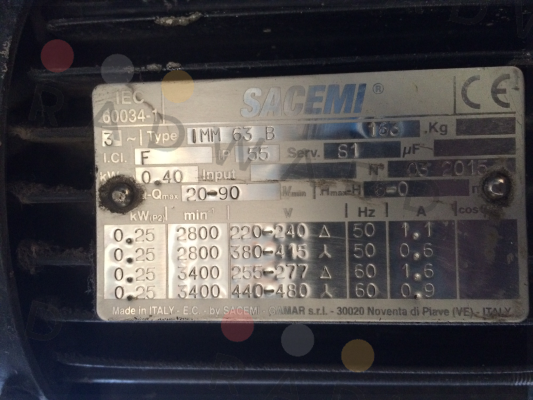 IEC SACEMI® CE
60034-1
3 ~ Type IMM 63 B Kg
I.Cl. F 55 Serv. S1 µF
kW 0.40 Input N° 2015
-Qmax 20-90 Hmax=H
kW(P2) min⁻¹ V Hz A cos
0.25 2800 220-240 Δ 50 1.1
0.25 2800 380-415 ⅄ 50 0.6
0.25 3400 255-277 Δ 60 1.6
0.25 3400 440-480 ⅄ 60 0.9
Made in ITALY - E.C. - by SACEMI MAR s.r.l. - 30020 Noventa di Piave (VE) - ITALY